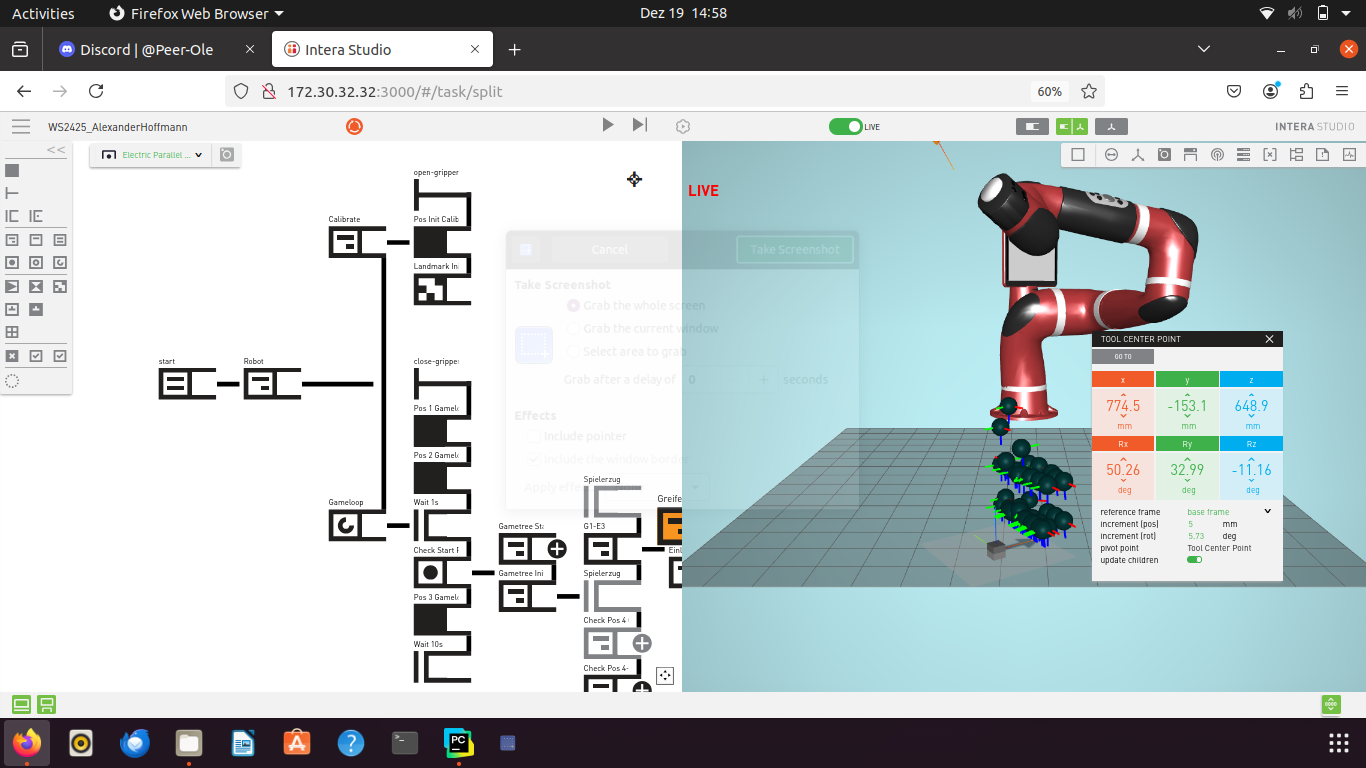 Activities
Firefox Web Browser
Dez 19 14:58
Discord | @Peer-Ole
Intera Studio
172.30.32.32:3000/#/task/split
60%
WS2425_AlexanderHoffmann
LIVE
INTERA STUDIO
<<
Electric Parallel ...
LIVE
open-gripper
Pos Init Calib
Calibrate
Landmark Ini
start
Robot
close-gripper
Pos 1 Gamel
Pos 2 Gamel
Gameloop
Wait 1s
Check Start P
Pos 3 Gamel
Wait 10s
Gametree Sta
Gametree Ini
Spielerzug
G1-E3
Spielerzug
Check Pos 4
Check Pos 4-
Greife
Einl
Cancel
Take Screenshot
Take Screenshot
Grab the whole screen
Grab the current window
Select area to grab
Grab after a delay of 0 + seconds
Effects
Include pointer
Include the window border
Apply effe
TOOL CENTER POINT
GO TO
x y z
774.5 -153.1 648.9
mm mm mm
Rx Ry Rz
50.26 32.99 -11.16
deg deg deg
reference frame base frame
increment (pos) 5 mm
increment (rot) 5.73 deg
pivot point Tool Center Point
update children
PC